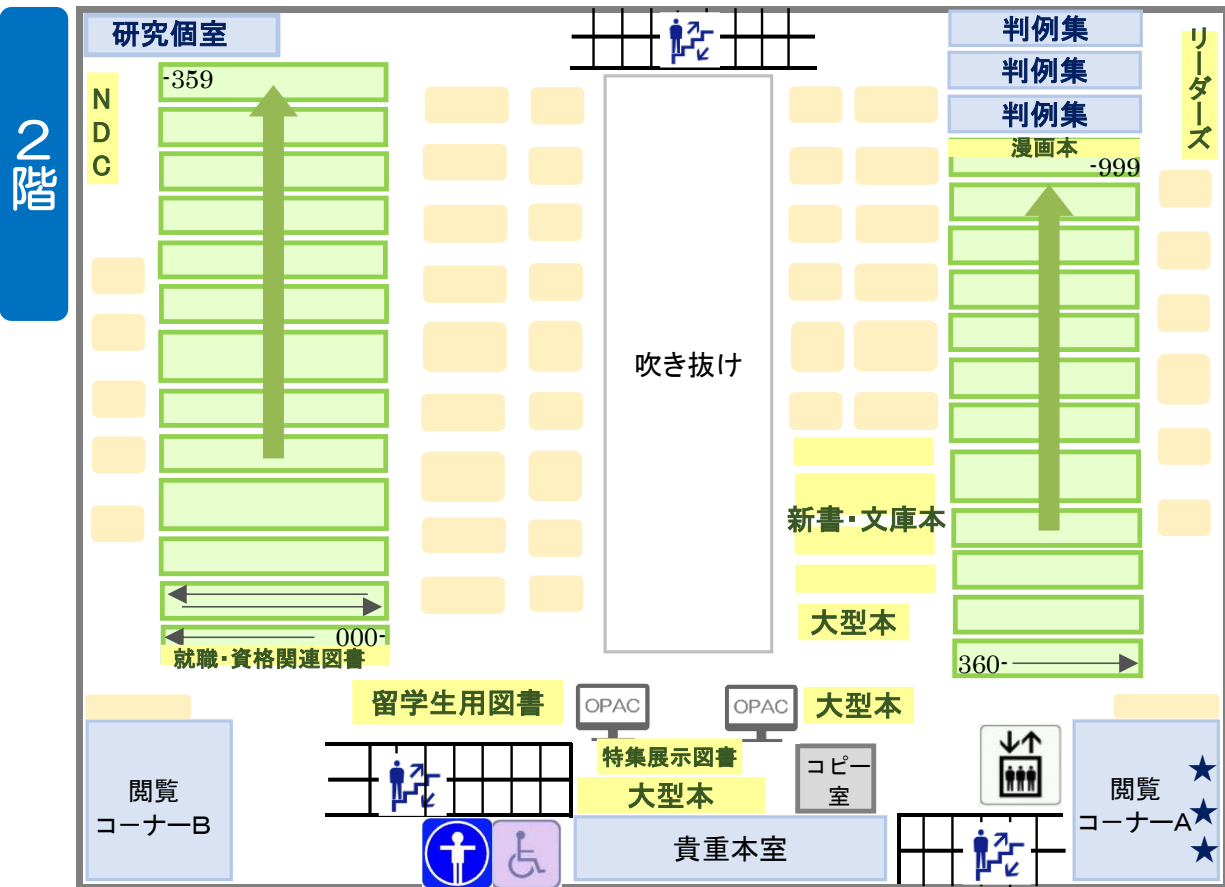 2階
研究個室
判例集
判例集
判例集
漫画本
-999
リーダーズ
NDC
-359
吹き抜け
新書・文庫本
大型本
000-
就職・資格関連図書
360-
留学生用図書
OPAC
OPAC
大型本
特集展示図書
大型本
コピー
室
閲覧
コーナーB
貴重本室
閲覧
コーナーA